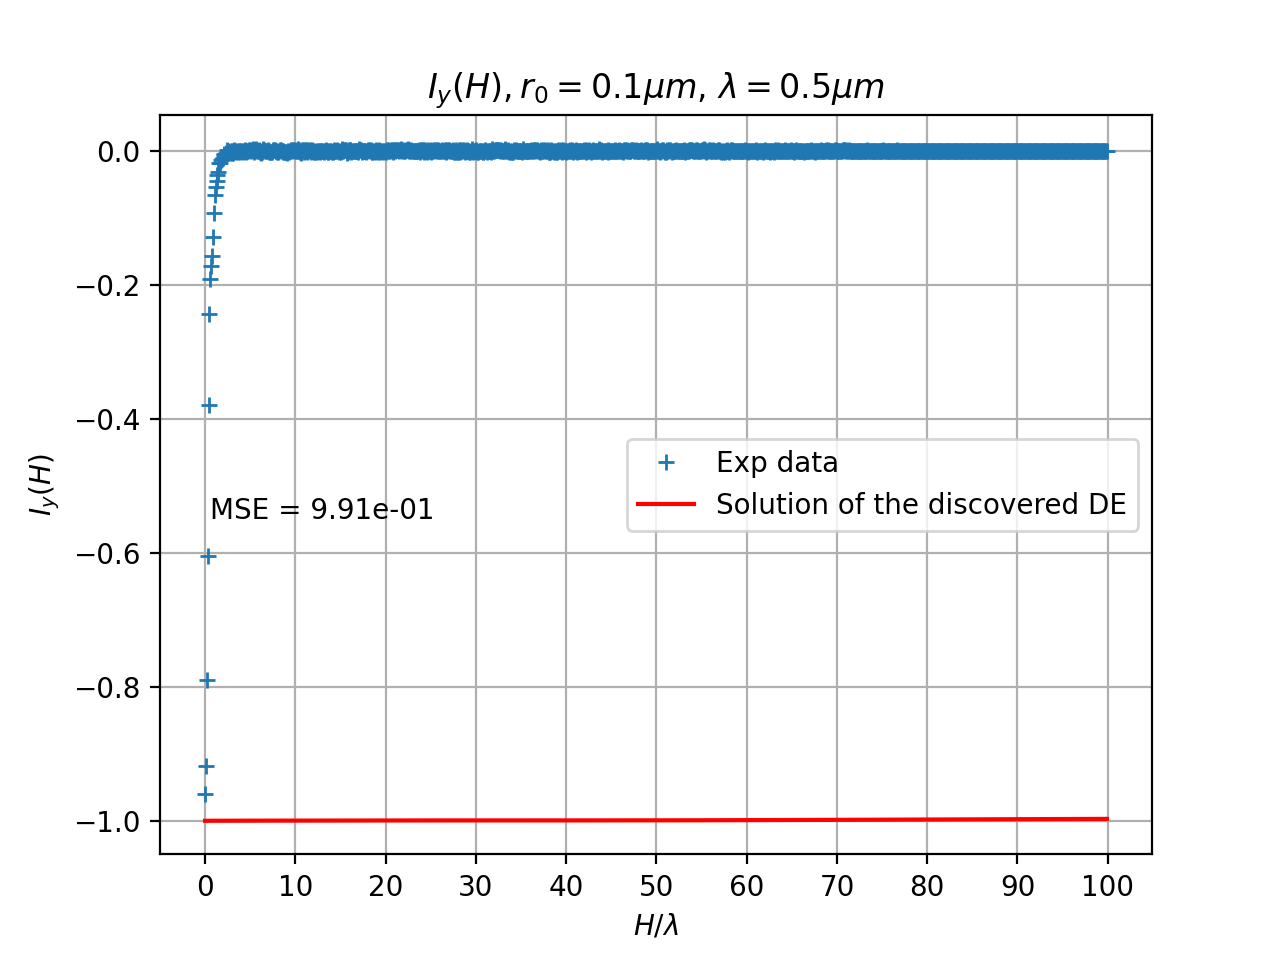 I_y(H), r_0 = 0.1μm, λ = 0.5μm
0.0
−0.2
−0.4
−0.6
−0.8
−1.0
I_y(H)
MSE = 9.91e-01
Exp data
Solution of the discovered DE
0 10 20 30 40 50 60 70 80 90 100
H/λ